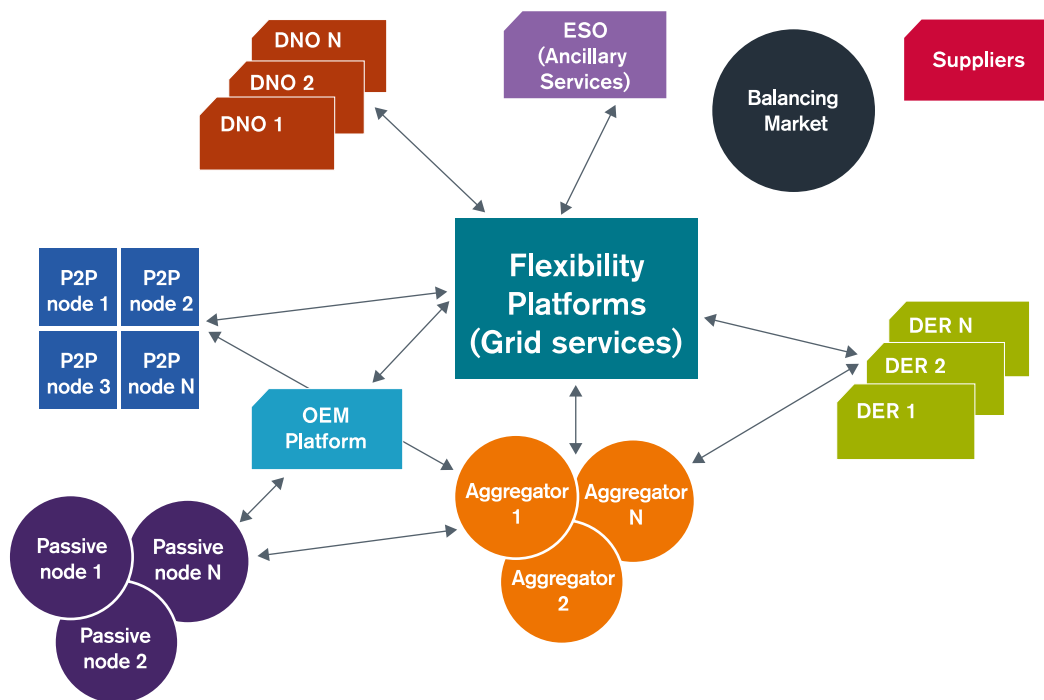 DNO N
DNO 2
DNO 1
ESO
(Ancillary
Services)
Balancing
Market
Suppliers
P2P
node 1
P2P
node 2
P2P
node 3
P2P
node N
Flexibility
Platforms
(Grid services)
DER N
DER 2
DER 1
OEM
Platform
Aggregator
1
Aggregator
N
Aggregator
2
Passive
node 1
Passive
node N
Passive
node 2